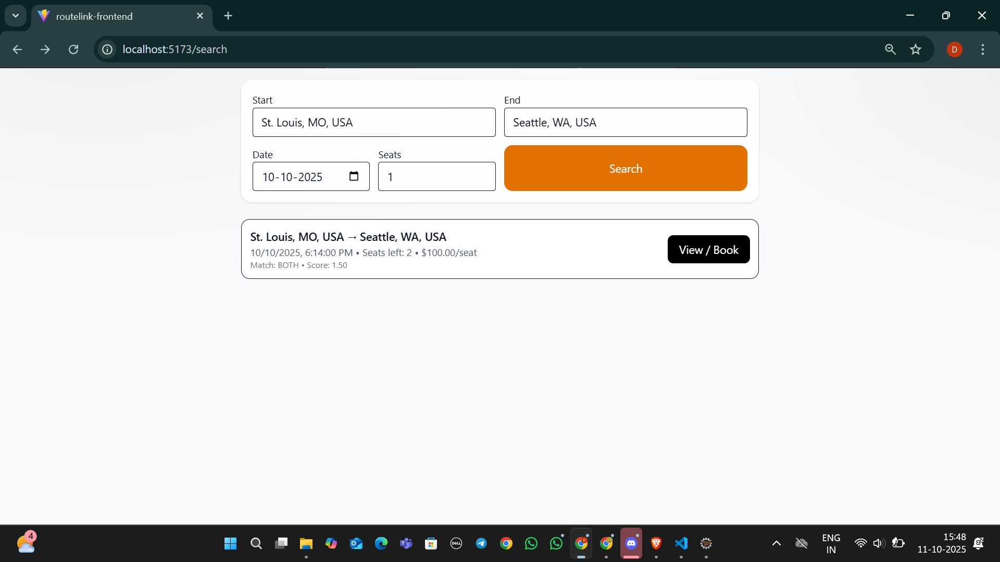 routelink-frontend
localhost:5173/search
D
Start
End
St. Louis, MO, USA
Seattle, WA, USA
Date
Seats
10-10-2025
1
Search
St. Louis, MO, USA → Seattle, WA, USA
10/10/2025, 6:14:00 PM • Seats left: 2 • $100.00/seat
Match: BOTH • Score: 1.50
View / Book
4
DELL
ENG
IN
15:48
11-10-2025